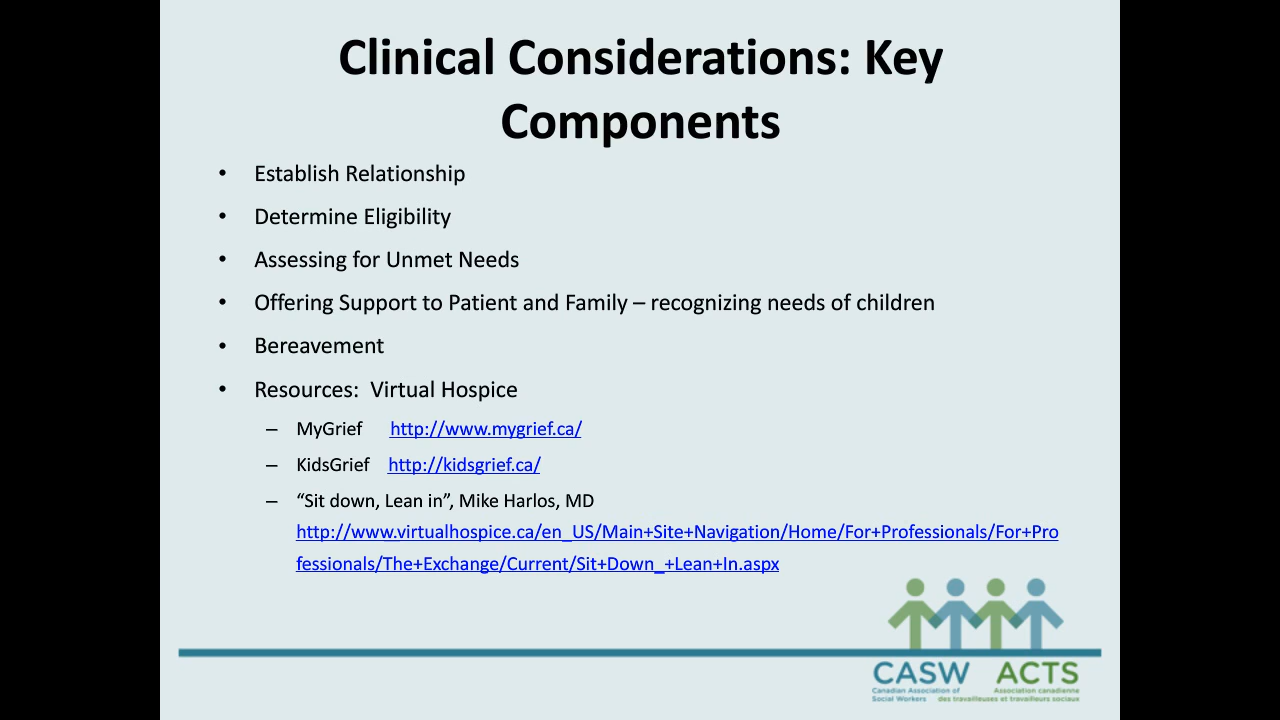 Clinical Considerations: Key
Components
• Establish Relationship
• Determine Eligibility
• Assessing for Unmet Needs
• Offering Support to Patient and Family – recognizing needs of children
• Bereavement
• Resources:  Virtual Hospice
– MyGrief http://www.mygrief.ca/
– KidsGrief http://kidsgrief.ca/
– “Sit down, Lean in”, Mike Harlos, MD
http://www.virtualhospice.ca/en_US/Main+Site+Navigation/Home/For+Professionals/For+Pro
fessionals/The+Exchange/Current/Sit+Down_+Lean+In.aspx
CASW ACTS
Canadian Association of Association canadienne
Social Workers des travailleuses et travailleurs sociaux